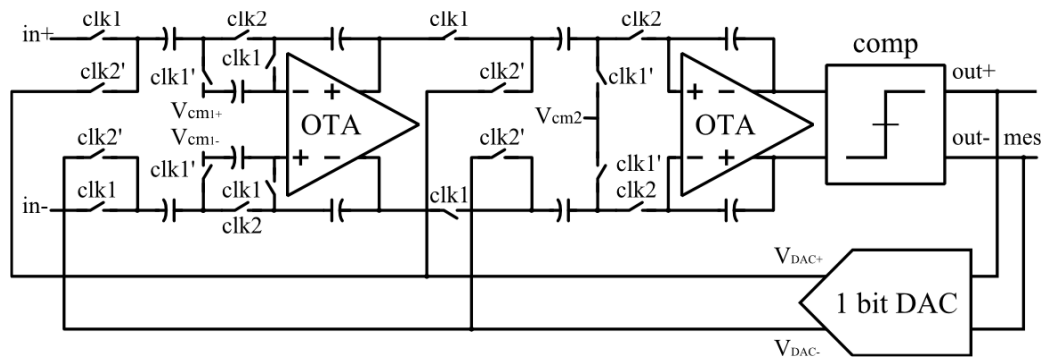 clk1 clk2 clk1 clk2 comp
in+
clk2' clk1' clk1 clk2' clk1' out+
Vcm1+ Vcm2
OTA OTA
Vcm1-
clk2' clk1' clk1 clk2' clk1' out- mes
in- clk1 clk2 clk1 clk2
VDAC+
1 bit DAC
VDAC-
- + + - + - - +